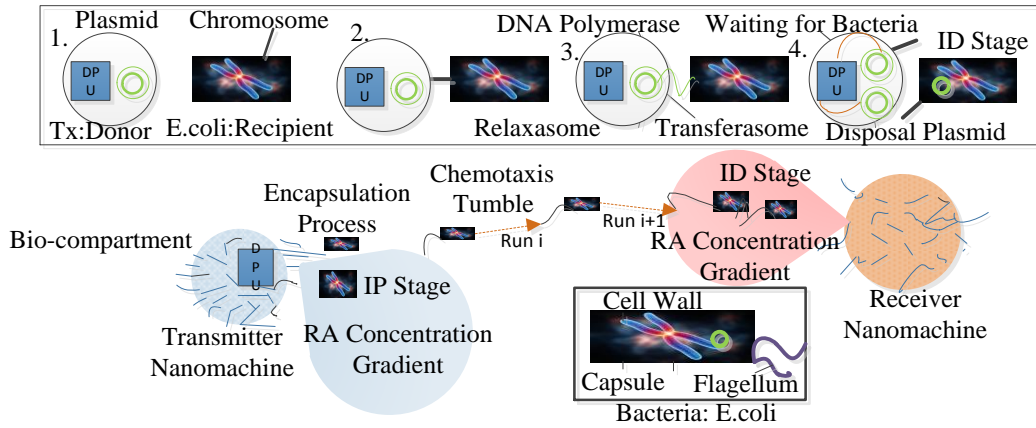 Plasmid
Chromosome
DNA Polymerase
Waiting for Bacteria
1.
2.
3.
4.
ID Stage
DP
U
DP
U
DP
U
DP
U
Tx:Donor
E.coli:Recipient
Relaxasome
Transferasome
Disposal Plasmid
Encapsulation
Process
Chemotaxis
Tumble
ID Stage
Run i
Run i+1
Bio-compartment
D
P
U
IP Stage
RA Concentration
Gradient
RA Concentration
Gradient
Transmitter
Nanomachine
Receiver
Nanomachine
Cell Wall
Capsule
Flagellum
Bacteria: E.coli